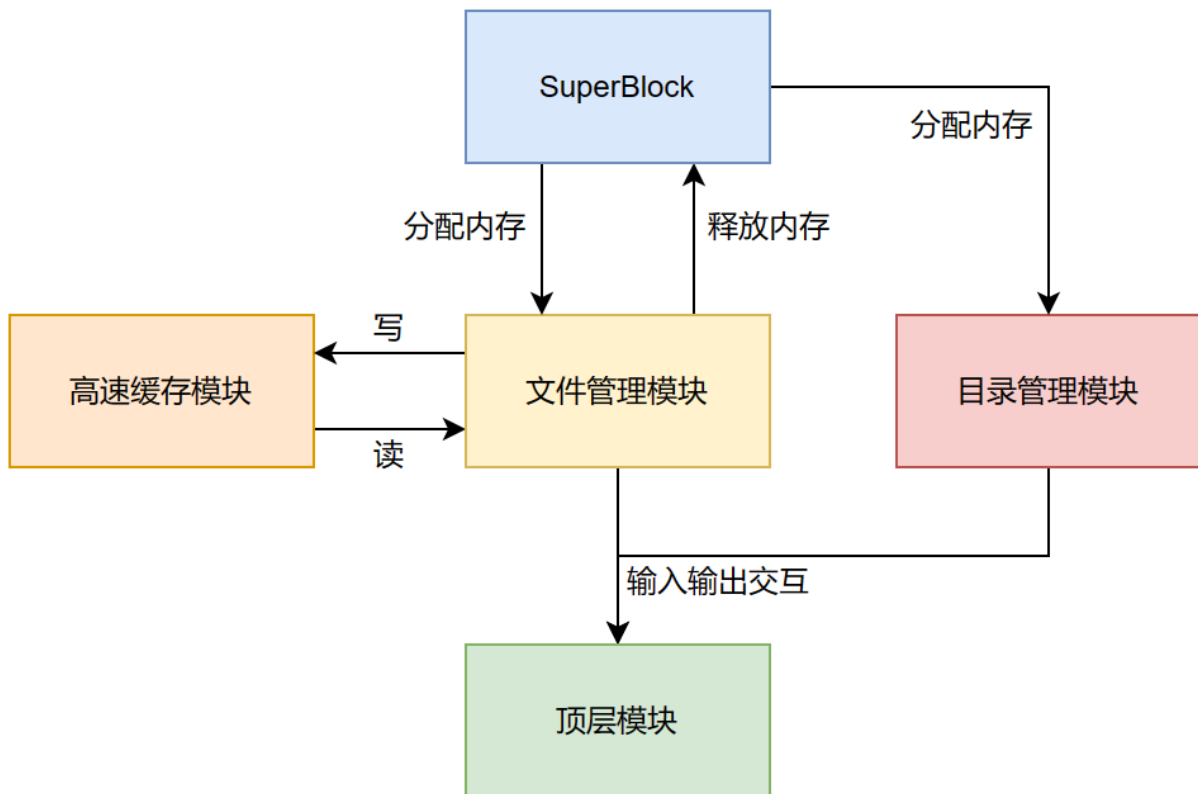 SuperBlock
分配内存
分配内存
释放内存
写
高速缓存模块
文件管理模块
目录管理模块
读
输入输出交互
顶层模块